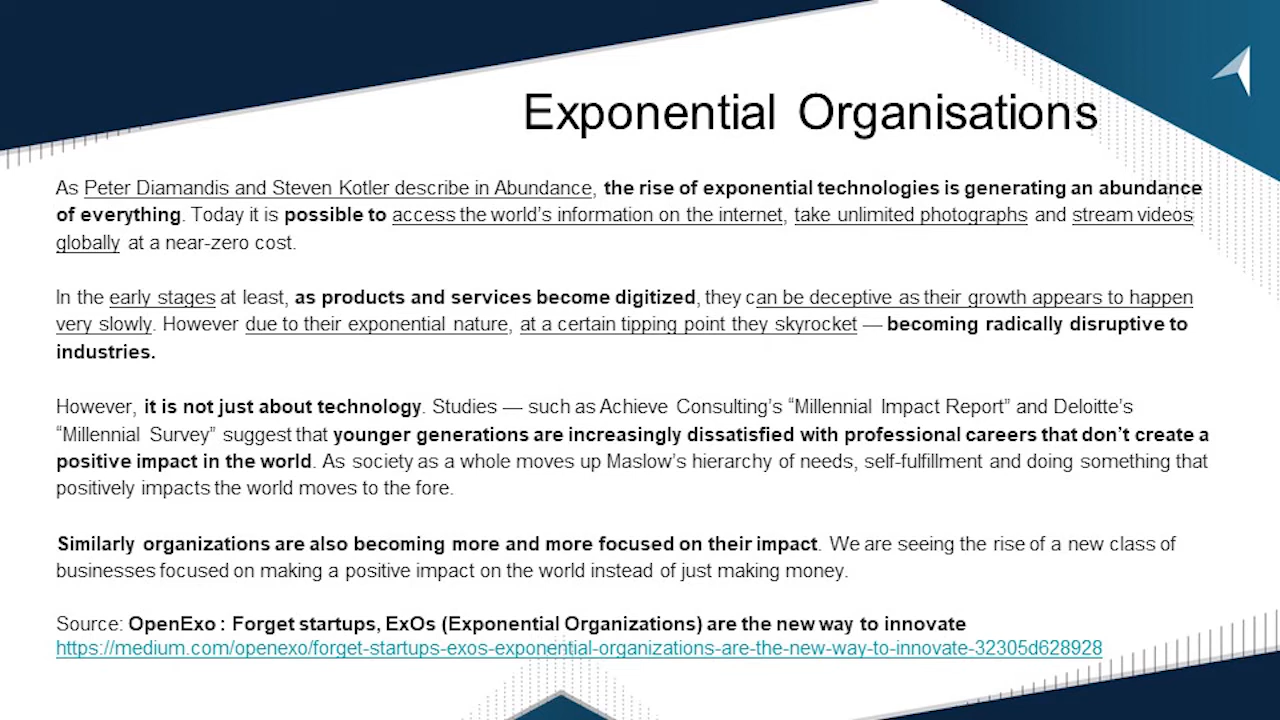 Exponential Organisations
As Peter Diamandis and Steven Kotler describe in Abundance, the rise of exponential technologies is generating an abundance
of everything. Today it is possible to access the world’s information on the internet, take unlimited photographs and stream videos
globally at a near-zero cost.
In the early stages at least, as products and services become digitized, they can be deceptive as their growth appears to happen
very slowly. However due to their exponential nature, at a certain tipping point they skyrocket — becoming radically disruptive to
industries.
However, it is not just about technology. Studies — such as Achieve Consulting’s “Millennial Impact Report” and Deloitte’s
“Millennial Survey” suggest that younger generations are increasingly dissatisfied with professional careers that don’t create a
positive impact in the world. As society as a whole moves up Maslow’s hierarchy of needs, self-fulfillment and doing something that
positively impacts the world moves to the fore.
Similarly organizations are also becoming more and more focused on their impact. We are seeing the rise of a new class of
businesses focused on making a positive impact on the world instead of just making money.
Source: OpenExo : Forget startups, ExOs (Exponential Organizations) are the new way to innovate
https://medium.com/openexo/forget-startups-exos-exponential-organizations-are-the-new-way-to-innovate-32305d628928